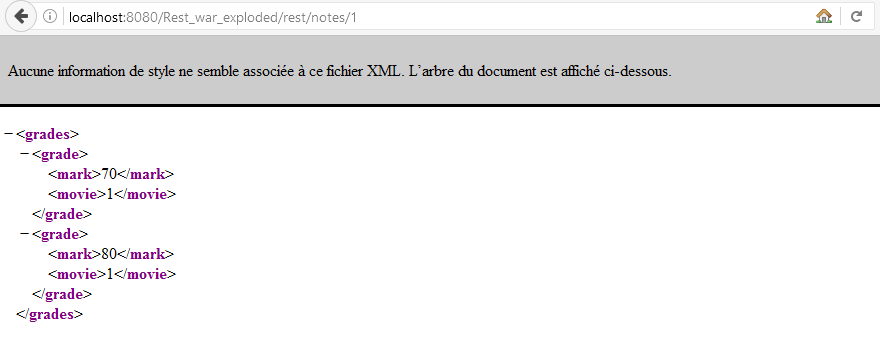 localhost:8080/Rest_war_exploded/rest/notes/1
Aucune information de style ne semble associée à ce fichier XML. L’arbre du document est affiché ci-dessous.
−<grades>
−<grade>
<mark>70</mark>
<movie>1</movie>
</grade>
−<grade>
<mark>80</mark>
<movie>1</movie>
</grade>
</grades>